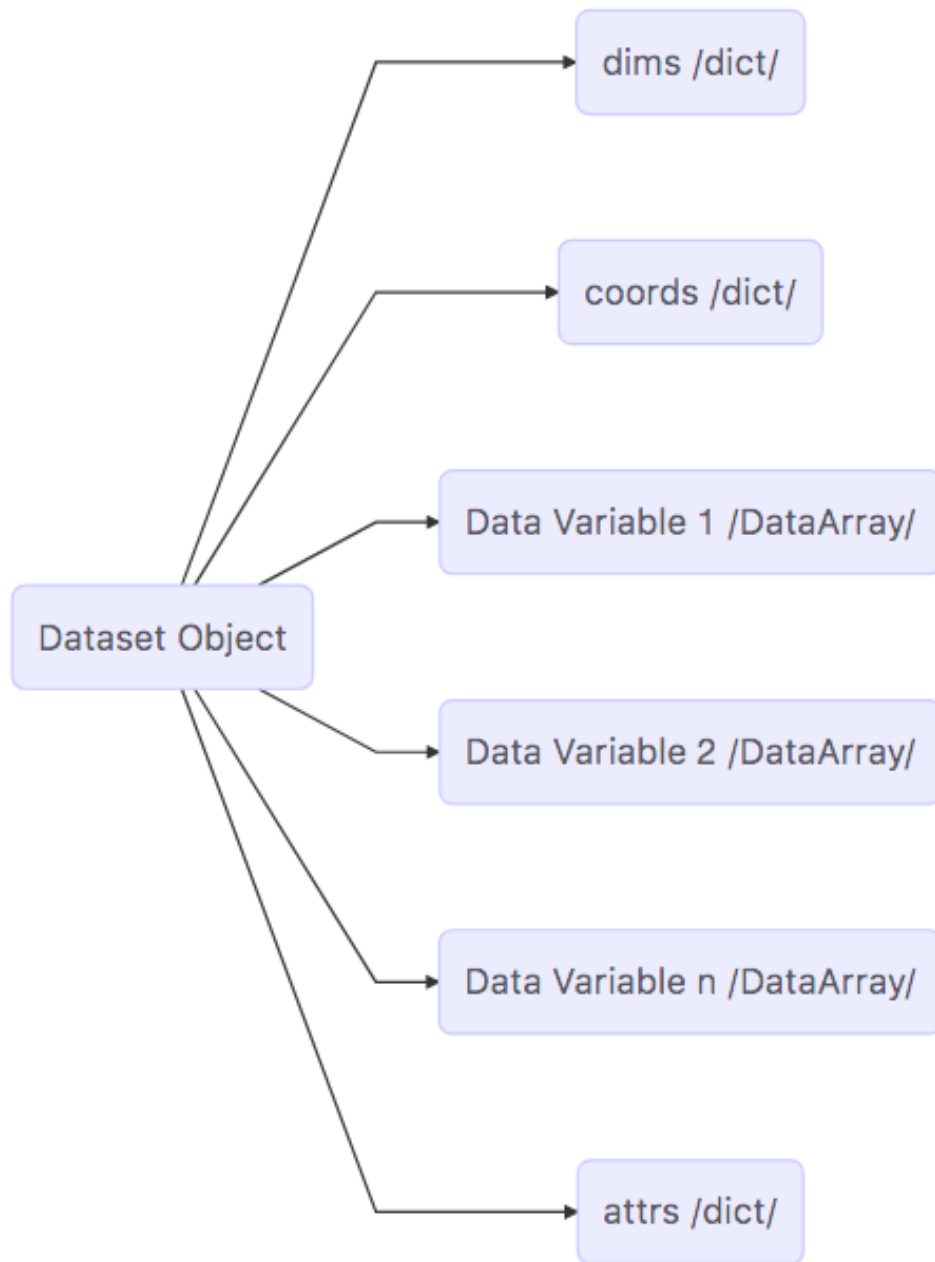 dims /dict/
coords /dict/
Data Variable 1 /DataArray/
Dataset Object
Data Variable 2 /DataArray/
Data Variable n /DataArray/
attrs /dict/